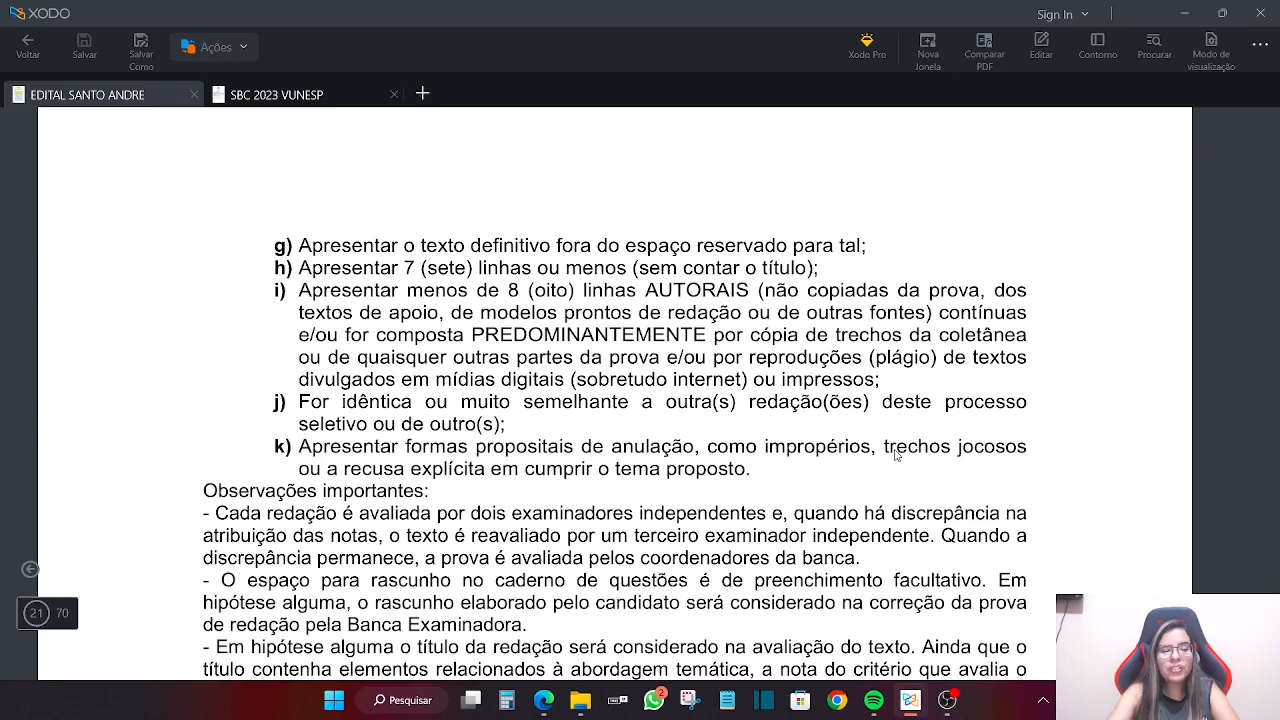 XODO
Sign In
Voltar
Salvar
Salvar Como
Ações
Xodo Pro
Nova Jonela
Comparar PDF
Editar
Contorno
Procurar
Modo de visualização
EDITAL SANTO ANDRE
SBC 2023 VUNESP
g) Apresentar o texto definitivo fora do espaço reservado para tal;
h) Apresentar 7 (sete) linhas ou menos (sem contar o título);
i) Apresentar menos de 8 (oito) linhas AUTORAIS (não copiadas da prova, dos
textos de apoio, de modelos prontos de redação ou de outras fontes) contínuas
e/ou for composta PREDOMINANTEMENTE por cópia de trechos da coletânea
ou de quaisquer outras partes da prova e/ou por reproduções (plágio) de textos
divulgados em mídias digitais (sobretudo internet) ou impressos;
j) For idêntica ou muito semelhante a outra(s) redação(ões) deste processo
seletivo ou de outro(s);
k) Apresentar formas propositais de anulação, como impropérios, trechos jocosos
ou a recusa explícita em cumprir o tema proposto.
Observações importantes:
- Cada redação é avaliada por dois examinadores independentes e, quando há discrepância na
atribuição das notas, o texto é reavaliado por um terceiro examinador independente. Quando a
discrepância permanece, a prova é avaliada pelos coordenadores da banca.
- O espaço para rascunho no caderno de questões é de preenchimento facultativo. Em
hipótese alguma, o rascunho elaborado pelo candidato será considerado na correção da prova
de redação pela Banca Examinadora.
- Em hipótese alguma o título da redação será considerado na avaliação do texto. Ainda que o
título contenha elementos relacionados à abordagem temática, a nota do critério que avalia o
21 70
Pesquisar
2